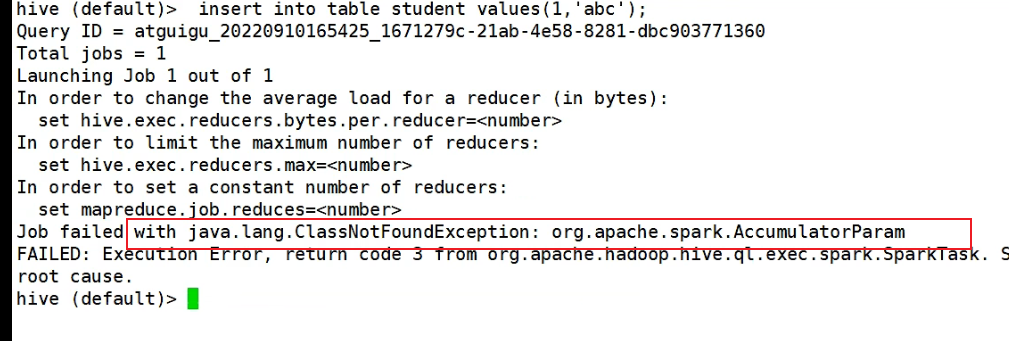 hive (default)>  insert into table student values(1,'abc');
Query ID = atguigu_20220910165425_1671279c-21ab-4e58-8281-dbc903771360
Total jobs = 1
Launching Job 1 out of 1
In order to change the average load for a reducer (in bytes):
  set hive.exec.reducers.bytes.per.reducer=<number>
In order to limit the maximum number of reducers:
  set hive.exec.reducers.max=<number>
In order to set a constant number of reducers:
  set mapreduce.job.reduces=<number>
Job failed with java.lang.ClassNotFoundException: org.apache.spark.AccumulatorParam
FAILED: Execution Error, return code 3 from org.apache.hadoop.hive.ql.exec.spark.SparkTask. S
root cause.
hive (default)>